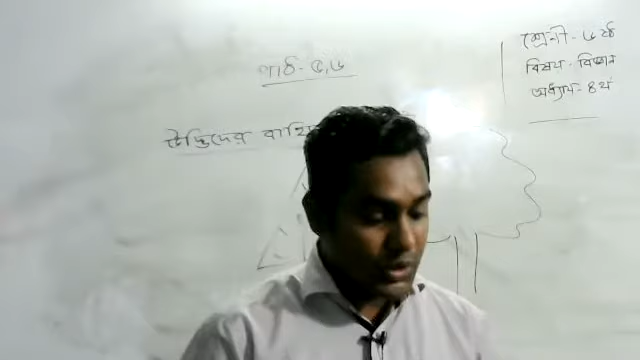 শ্রেনী - ৬ষ্ঠ
বিষয় - বিজ্ঞান
অধ্যায় - ৪র্থ
পাঠ - ৫,৬
উদ্ভিদের